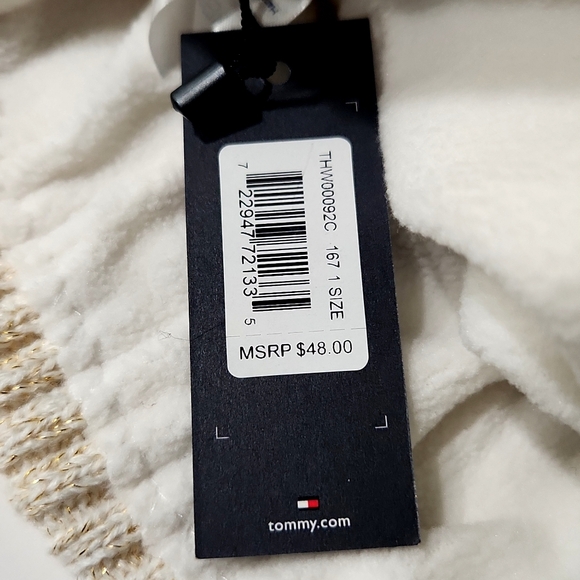 THW00092C 167 1 SIZE
7 22947 72133 5
MSRP $48.00
tommy.com